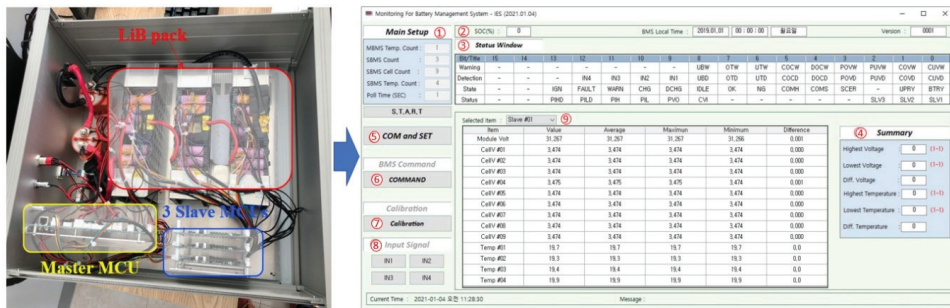 LiB pack
3 Slave MCUs
Master MCU
Monitoring For Battery Management System - IES (2021.01.04)
Main Setup ①
MBMS Temp. Count : 1
SBMS Count : 3
SBMS Cell Count : 9
SBMS Temp. Count : 4
Poll Time (SEC) : 1
S,T,A,R,T
⑤ COM and SET
BMS Command
⑥ COMMAND
Calibration
⑦ Calibration
⑧ Input Signal
IN1 IN2
IN3 IN4
② SOC(%) : 0 BMS Local Time : 2019.01.01 00 : 00 : 00 월요일 Version : 0001
③ Status Window
Bit/Title 15 14 13 12 11 10 9 8 7 6 5 4 3 2 1 0
Warning - - - - - - - UBW OTW UTW COCW DOCW POVW PUVW COVW CUVW
Detection - - - IN4 IN3 IN2 IN1 UBD OTD UTD COCD DOCD POVD PUVD COVD CUVD
State - - IGN FAULT WARN CHG DCHG IDLE OK NG COMH COMS SCER - UPRY BTRY
Status - - PIHD PILD PIH PIL PVO CVI - - - - - SLV3 SLV2 SLV1
Selected Item : Slave #01 ⑨
Item Value Average Maximun Minimum Difference
Module Volt 31.267 31.267 31.267 31.266 0.001
CellV #01 3.474 3.474 3.474 3.474 0.000
CellV #02 3.474 3.474 3.474 3.474 0.000
CellV #03 3.474 3.474 3.474 3.474 0.000
CellV #04 3.475 3.475 3.475 3.474 0.001
CellV #05 3.474 3.474 3.474 3.474 0.000
CellV #06 3.474 3.474 3.474 3.474 0.000
CellV #07 3.474 3.474 3.474 3.474 0.000
CellV #08 3.474 3.474 3.474 3.474 0.000
CellV #09 3.474 3.474 3.474 3.474 0.000
Temp #01 19.7 19.7 19.7 19.7 0.0
Temp #02 19.3 19.3 19.3 19.3 0.0
Temp #03 19.4 19.4 19.4 19.4 0.0
Temp #04 19.9 19.9 19.9 19.9 0.0
④ Summary
Highest Voltage : 0 (1-1)
Lowest Voltage : 0 (1-1)
Diff. Voltage : 0
Highest Temperature : 0 (1-1)
Lowest Temperature : 0 (1-1)
Diff. Temperature : 0
Current Time : 2021-01-04 오전 11:28:30 Message :